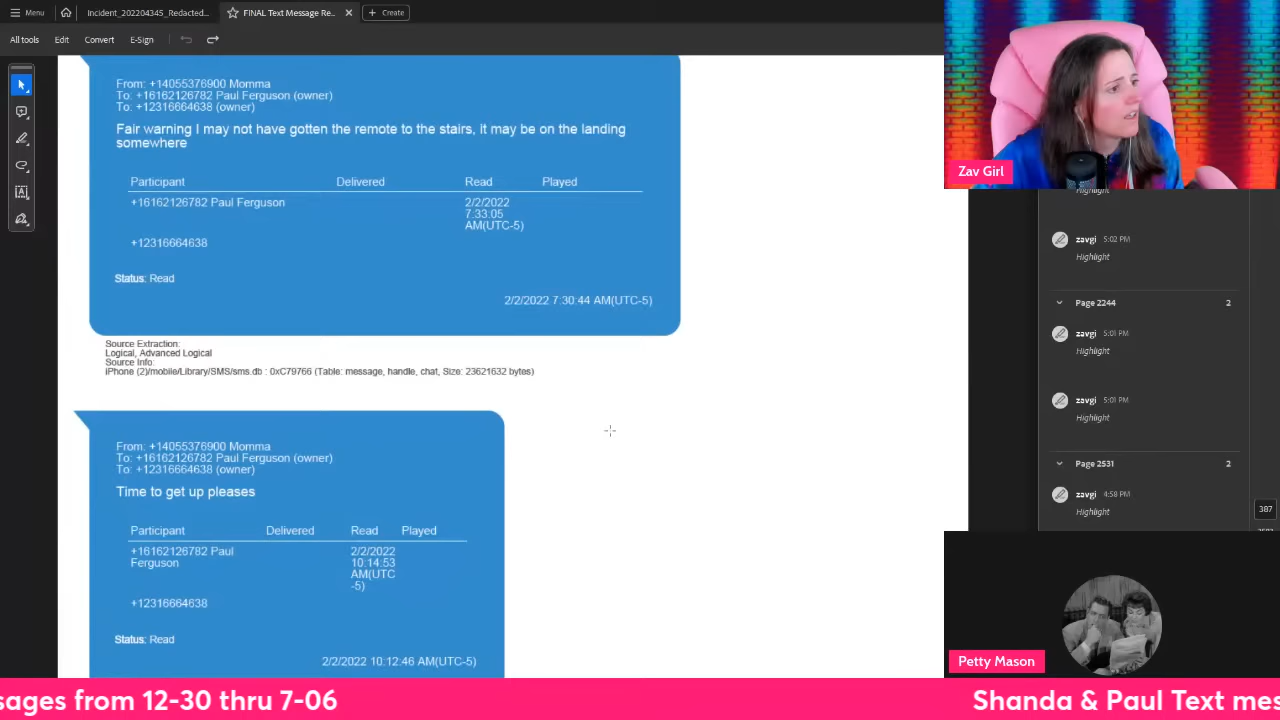 Menu
Incident_202204345_Redacted...
FINAL Text Message Re...
Create
All tools
Edit
Convert
E-Sign
From: +14055376900 Momma
To: +16162126782 Paul Ferguson (owner)
To: +12316664638 (owner)
Fair warning I may not have gotten the remote to the stairs, it may be on the landing
somewhere
Participant Delivered Read Played
+16162126782 Paul Ferguson 2/2/2022
7:33:05
AM(UTC-5)
+12316664638
Status: Read
2/2/2022 7:30:44 AM(UTC-5)
Source Extraction:
Logical, Advanced Logical
Source Info:
iPhone (2)/mobile/Library/SMS/sms.db : 0xC79766 (Table: message, handle, chat, Size: 23621632 bytes)
From: +14055376900 Momma
To: +16162126782 Paul Ferguson (owner)
To: +12316664638 (owner)
Time to get up pleases
Participant Delivered Read Played
+16162126782 Paul 2/2/2022
Ferguson 10:14:53
AM(UTC
-5)
+12316664638
Status: Read
2/2/2022 10:12:46 AM(UTC-5)
Zav Girl
Highlight
zavgi 5:02 PM
Highlight
Page 2244 2
zavgi 5:01 PM
Highlight
zavgi 5:01 PM
Highlight
Page 2531 2
zavgi 4:58 PM
Highlight
387
Petty Mason
sages from 12-30 thru 7-06
Shanda & Paul Text mes